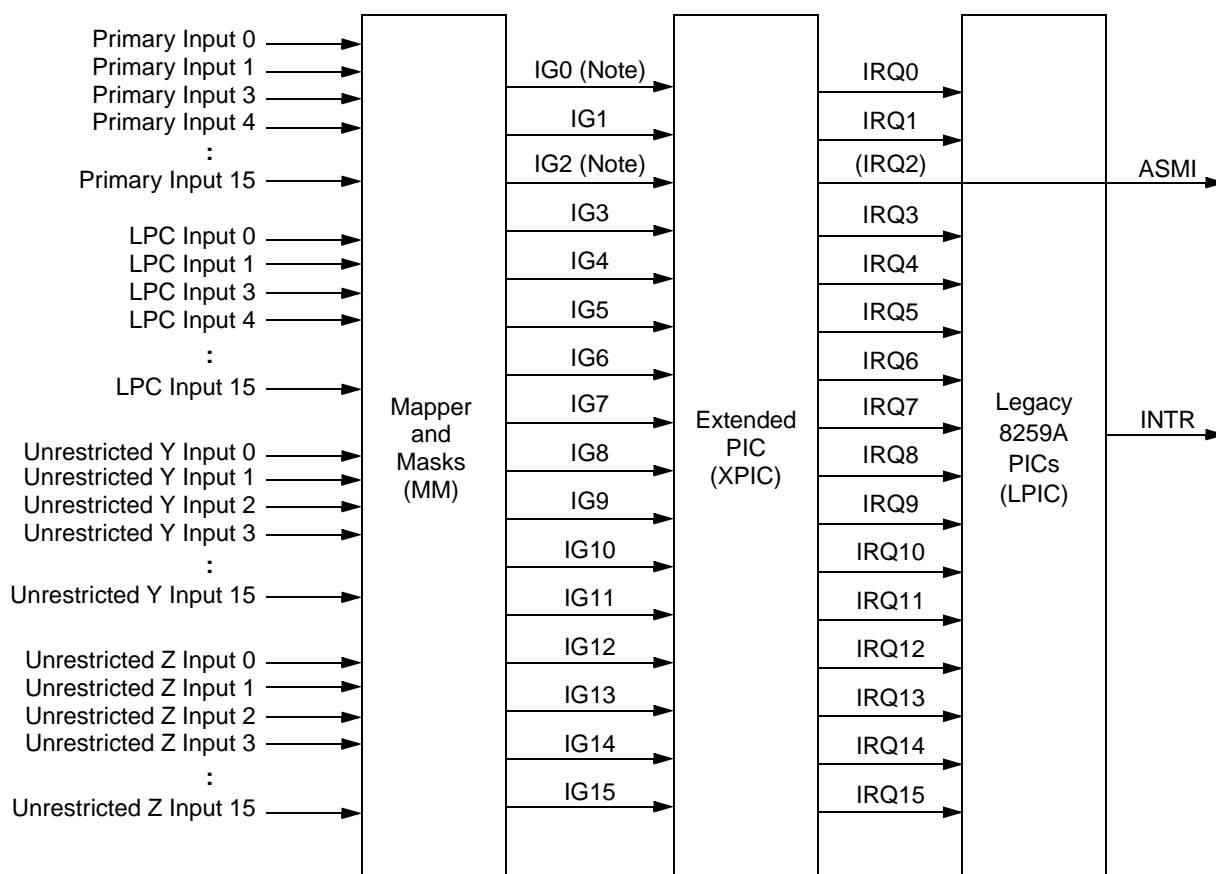 Primary Input 0
Primary Input 1
Primary Input 3
Primary Input 4
:
Primary Input 15
LPC Input 0
LPC Input 1
LPC Input 3
LPC Input 4
:
LPC Input 15
Unrestricted Y Input 0
Unrestricted Y Input 1
Unrestricted Y Input 2
Unrestricted Y Input 3
:
Unrestricted Y Input 15
Unrestricted Z Input 0
Unrestricted Z Input 1
Unrestricted Z Input 2
Unrestricted Z Input 3
:
Unrestricted Z Input 15
Mapper
and
Masks
(MM)
IG0 (Note)
IG1
IG2 (Note)
IG3
IG4
IG5
IG6
IG7
IG8
IG9
IG10
IG11
IG12
IG13
IG14
IG15
Extended
PIC
(XPIC)
IRQ0
IRQ1
(IRQ2)
IRQ3
IRQ4
IRQ5
IRQ6
IRQ7
IRQ8
IRQ9
IRQ10
IRQ11
IRQ12
IRQ13
IRQ14
IRQ15
Legacy
8259A
PICs
(LPIC)
ASMI
INTR